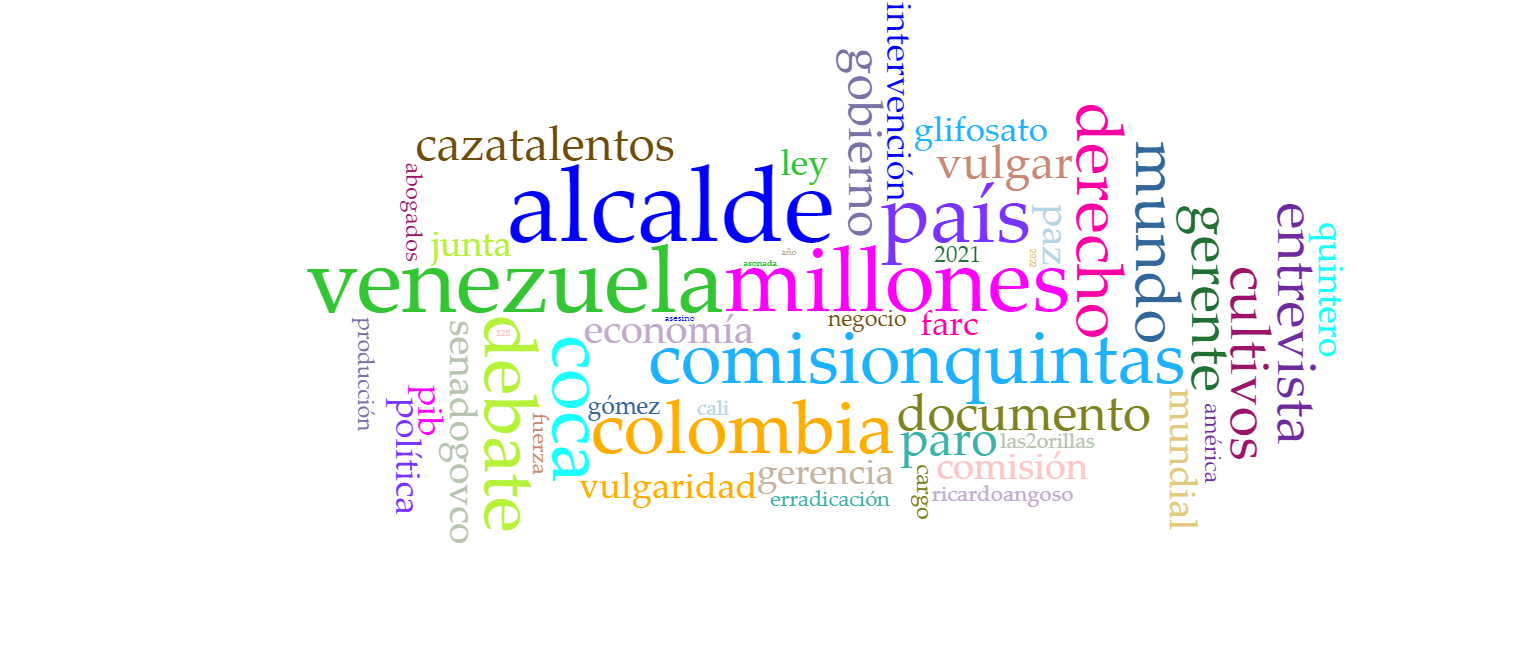 intervención
gobierno
glifosato
derecho
cazatalentos
ley
vulgar
mundo
abogados
alcalde
país
paz
gerente
entrevista
quintero
junta
2021
2022
año
asonada
venezuela
millones
cultivos
producción
senadogovco
debate
128
asesino
economía
negocio
farc
coca
comisionquintas
pib
política
fuerza
gómez
cali
colombia
documento
mundial
américa
paro
las2orillas
vulgaridad
gerencia
cargo
comisión
erradicación
ricardoangoso